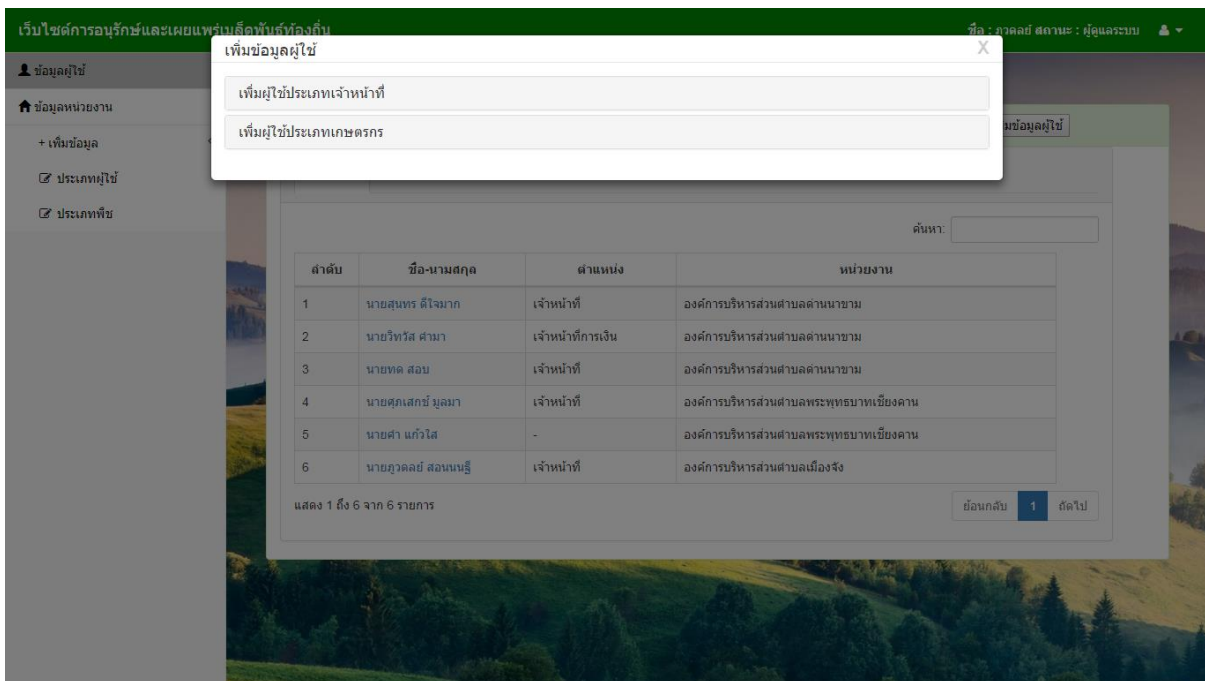 เว็บไซต์การอนุรักษ์และเผยแพร่เมล็ดพันธุ์ท้องถิ่น
ชื่อ : ภูวดลย์ สถานะ : ผู้ดูแลระบบ
เพิ่มข้อมูลผู้ใช้
X
เพิ่มผู้ใช้ประเภทเจ้าหน้าที่
เพิ่มผู้ใช้ประเภทเกษตรกร
ข้อมูลผู้ใช้
ข้อมูลหน่วยงาน
+ เพิ่มข้อมูล
ประเภทผู้ใช้
ประเภทพืช
มข้อมูลผู้ใช้
ค้นหา:
ลำดับ ชื่อ-นามสกุล ตำแหน่ง หน่วยงาน
1 นายสุนทร ดีใจมาก เจ้าหน้าที่ องค์การบริหารส่วนตำบลด่านนาขาม
2 นายวิทวัส ศามา เจ้าหน้าที่การเงิน องค์การบริหารส่วนตำบลด่านนาขาม
3 นายทด สอบ เจ้าหน้าที่ องค์การบริหารส่วนตำบลด่านนาขาม
4 นายศุภเสกช์ มูลมา เจ้าหน้าที่ องค์การบริหารส่วนตำบลพระพุทธบาทเชียงคาน
5 นายคำ แก้วใส - องค์การบริหารส่วนตำบลพระพุทธบาทเชียงคาน
6 นายภูวดลย์ สอนนนฐี เจ้าหน้าที่ องค์การบริหารส่วนตำบลเมืองจัง
แสดง 1 ถึง 6 จาก 6 รายการ
ย้อนกลับ 1 ถัดไป